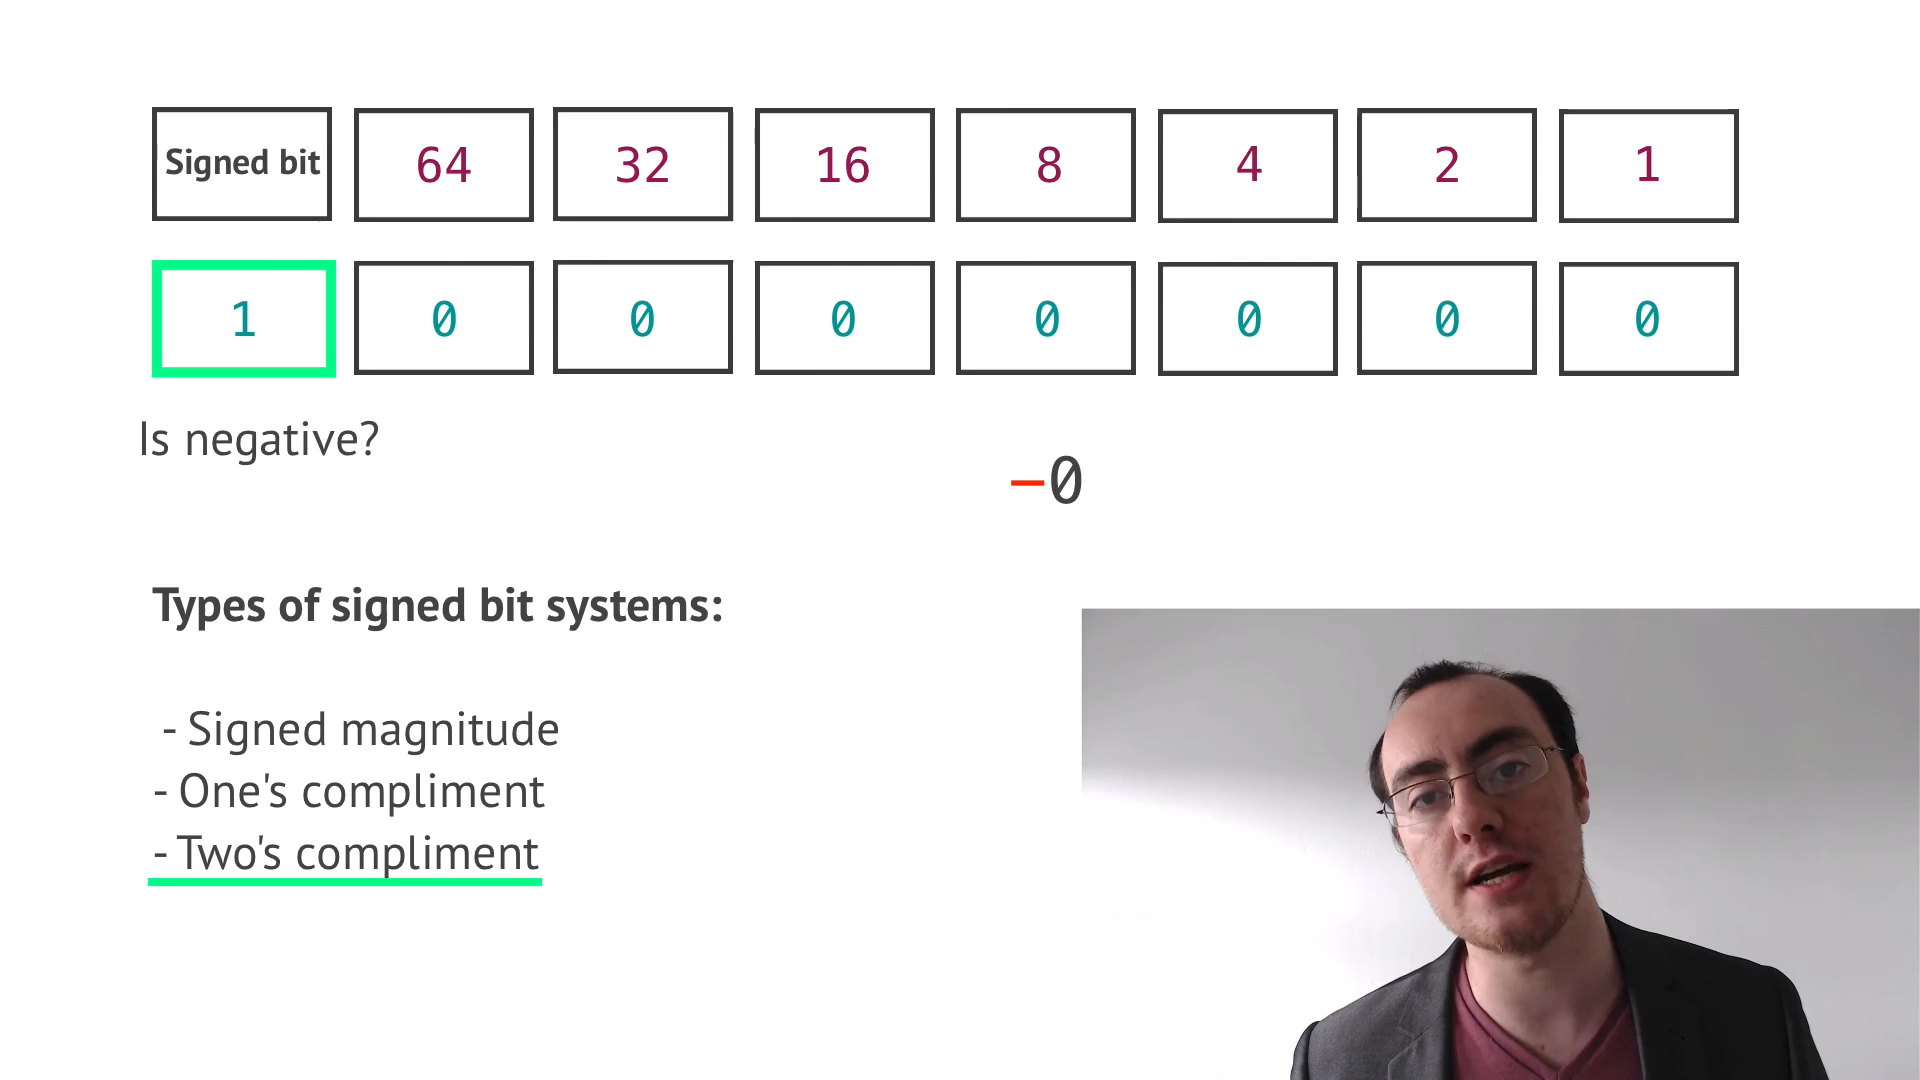 Signed bit 64 32 16 8 4 2 1
1 0 0 0 0 0 0 0
Is negative?
-0
Types of signed bit systems:
- Signed magnitude
- One's compliment
- Two's compliment